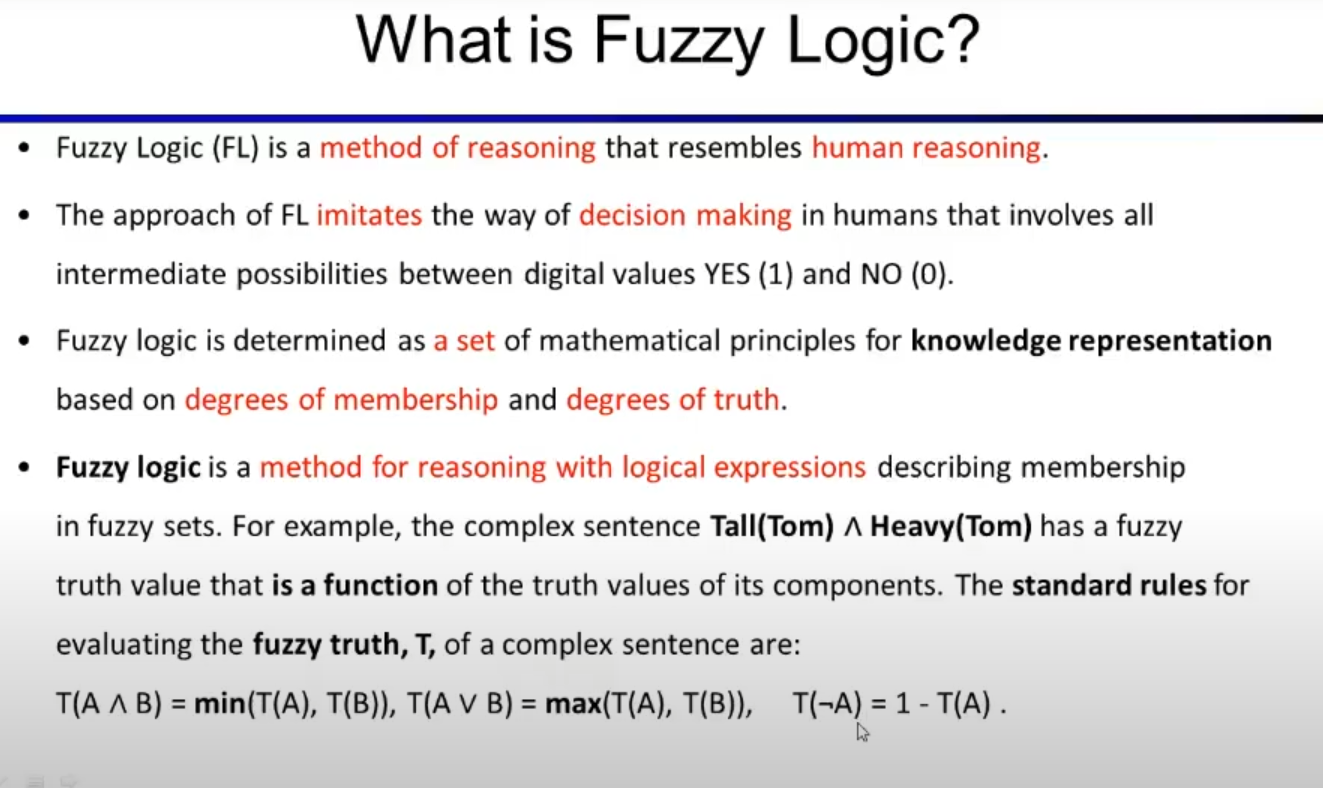 What is Fuzzy Logic?
• Fuzzy Logic (FL) is a method of reasoning that resembles human reasoning.
• The approach of FL imitates the way of decision making in humans that involves all
intermediate possibilities between digital values YES (1) and NO (0).
• Fuzzy logic is determined as a set of mathematical principles for knowledge representation
based on degrees of membership and degrees of truth.
• Fuzzy logic is a method for reasoning with logical expressions describing membership
in fuzzy sets. For example, the complex sentence Tall(Tom) ∧ Heavy(Tom) has a fuzzy
truth value that is a function of the truth values of its components. The standard rules for
evaluating the fuzzy truth, T, of a complex sentence are:
T(A ∧ B) = min(T(A), T(B)), T(A ∨ B) = max(T(A), T(B)), T(¬A) = 1 - T(A) .